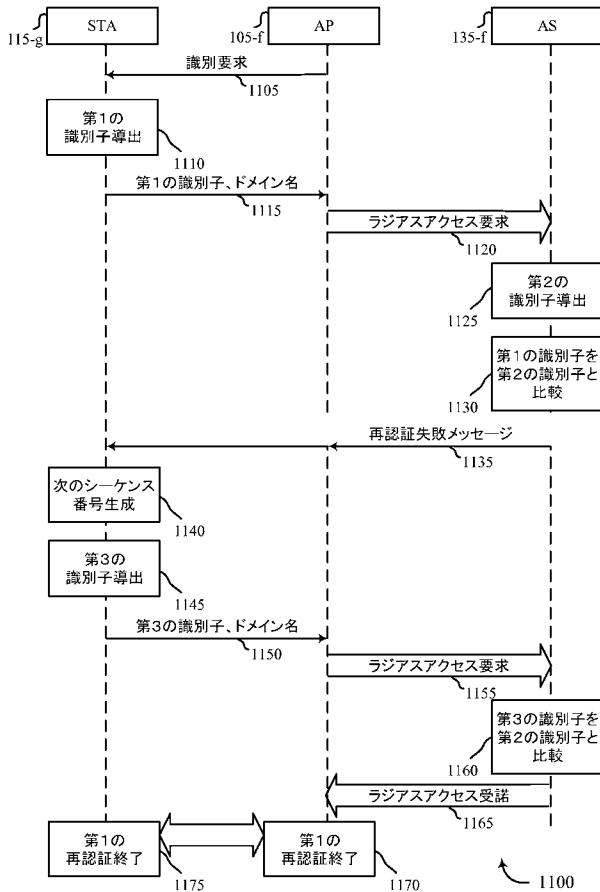 STA
AP
AS
115-g
105-f
135-f
識別要求
1105
第1の
識別子導出
1110
第1の識別子、ドメイン名
1115
ラジアスアクセス要求
1120
第2の
識別子導出
1125
第1の識別子を
第2の識別子と
比較
1130
再認証失敗メッセージ
1135
次のシーケンス
番号生成
1140
第3の
識別子導出
1145
第3の識別子、ドメイン名
1150
ラジアスアクセス要求
1155
第3の識別子を
第2の識別子と
比較
1160
ラジアスアクセス受諾
1165
第1の
再認証終了
1175
第1の
再認証終了
1170
1100